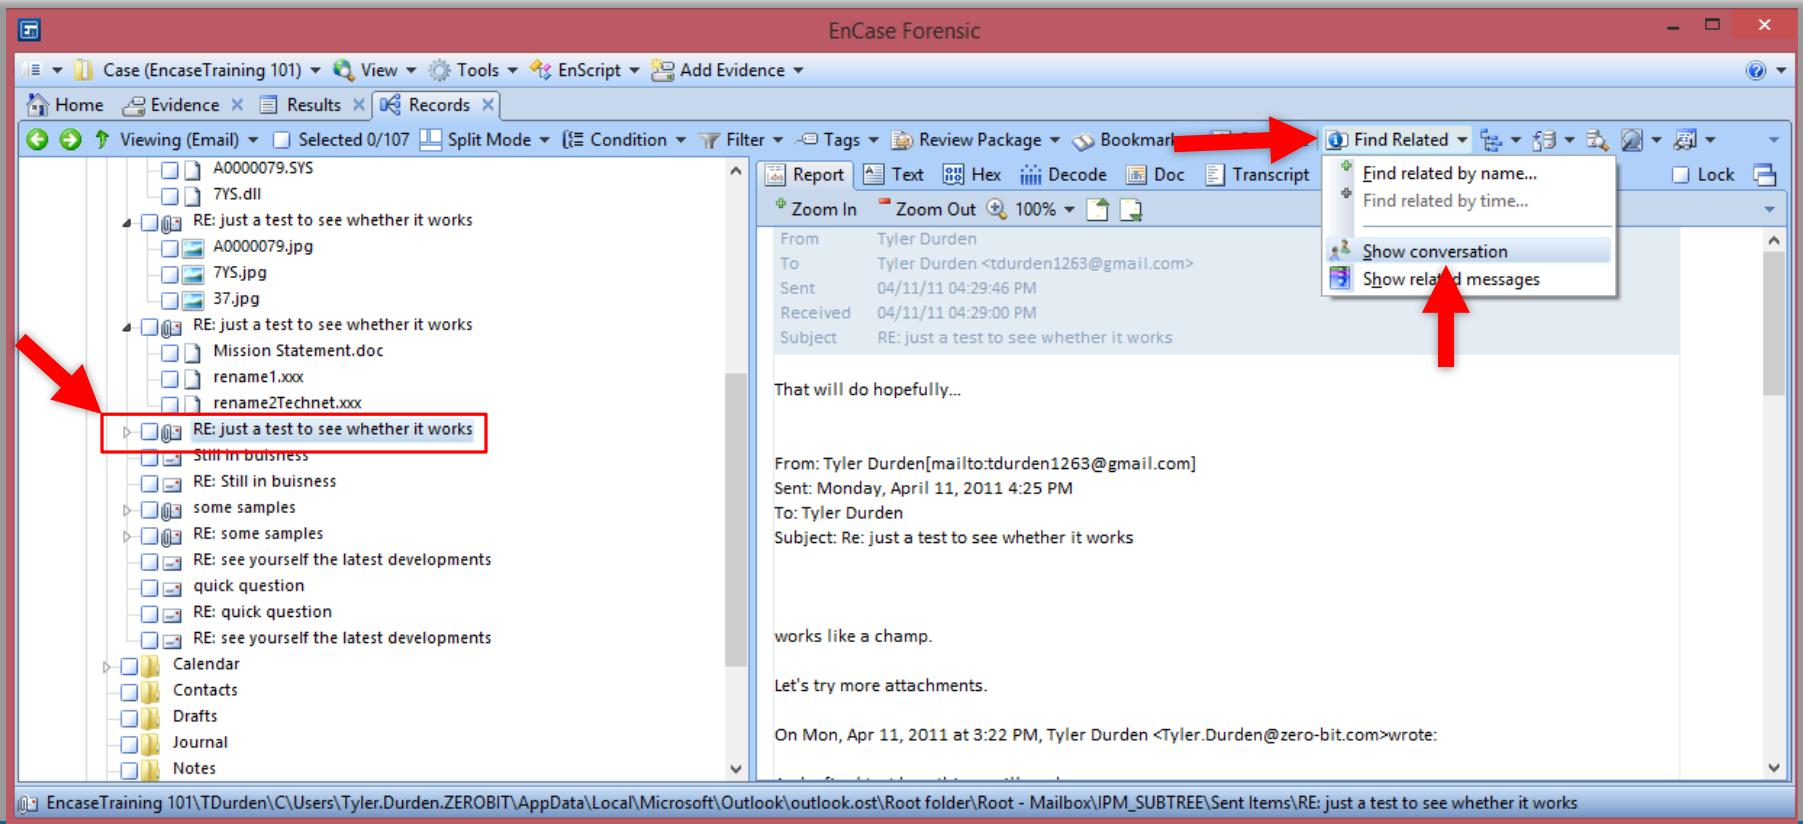 EnCase Forensic
Case (EncaseTraining 101) View Tools EnScript Add Evidence
Home Evidence Results Records
Viewing (Email) Selected 0/107 Split Mode Condition Filter Tags Review Package Bookmark Find Related
A0000079.SYS
7YS.dll
RE: just a test to see whether it works
A0000079.jpg
7YS.jpg
37.jpg
RE: just a test to see whether it works
Mission Statement.doc
rename1.xxx
rename2Technet.xxx
RE: just a test to see whether it works
Still in buisness
RE: Still in buisness
some samples
RE: some samples
RE: see yourself the latest developments
quick question
RE: quick question
RE: see yourself the latest developments
Calendar
Contacts
Drafts
Journal
Notes
Report Text Hex Decode Doc Transcript Lock
Zoom In Zoom Out 100%
Find related by name...
Find related by time...
Show conversation
Show related messages
From Tyler Durden
To Tyler Durden <tdurden1263@gmail.com>
Sent 04/11/11 04:29:46 PM
Received 04/11/11 04:29:00 PM
Subject RE: just a test to see whether it works
That will do hopefully...
From: Tyler Durden[mailto:tdurden1263@gmail.com]
Sent: Monday, April 11, 2011 4:25 PM
To: Tyler Durden
Subject: Re: just a test to see whether it works
works like a champ.
Let's try more attachments.
On Mon, Apr 11, 2011 at 3:22 PM, Tyler Durden <Tyler.Durden@zero-bit.com>wrote:
EncaseTraining 101\TDurden\C\Users\Tyler.Durden.ZEROBIT\AppData\Local\Microsoft\Outlook\outlook.ost\Root folder\Root - Mailbox\IPM_SUBTREE\Sent Items\RE: just a test to see whether it works